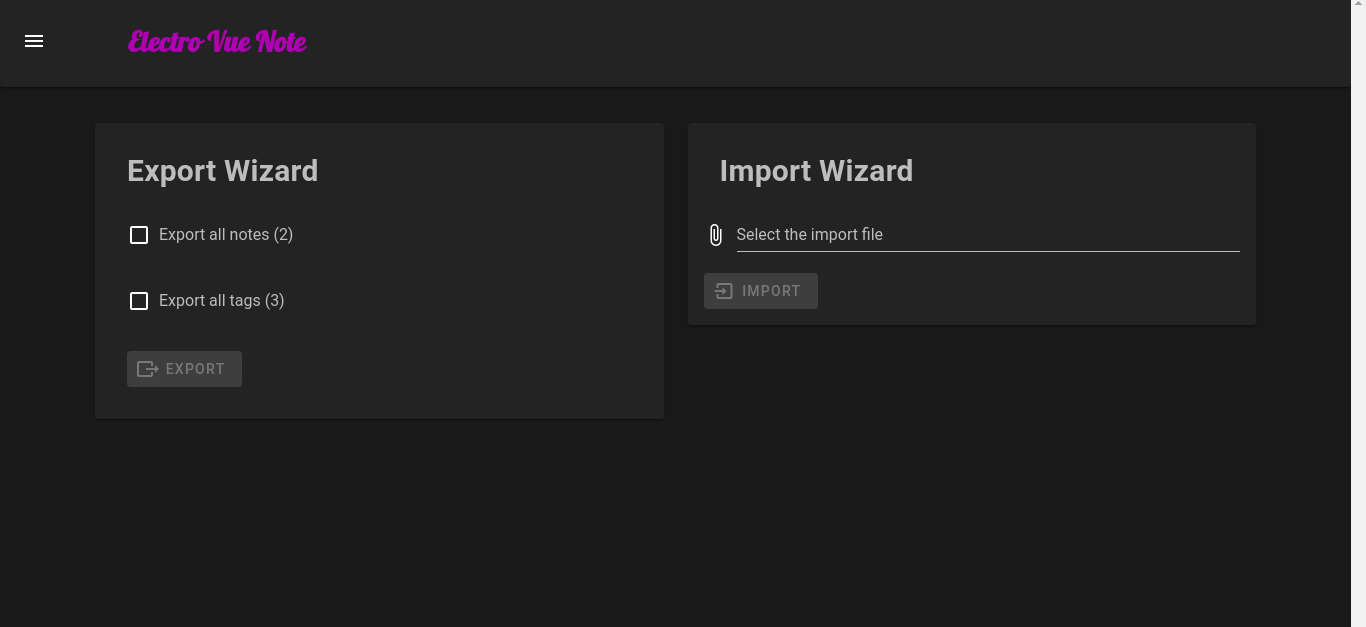 Electro Vue Note
Export Wizard
Export all notes (2)
Export all tags (3)
EXPORT
Import Wizard
Select the import file
IMPORT